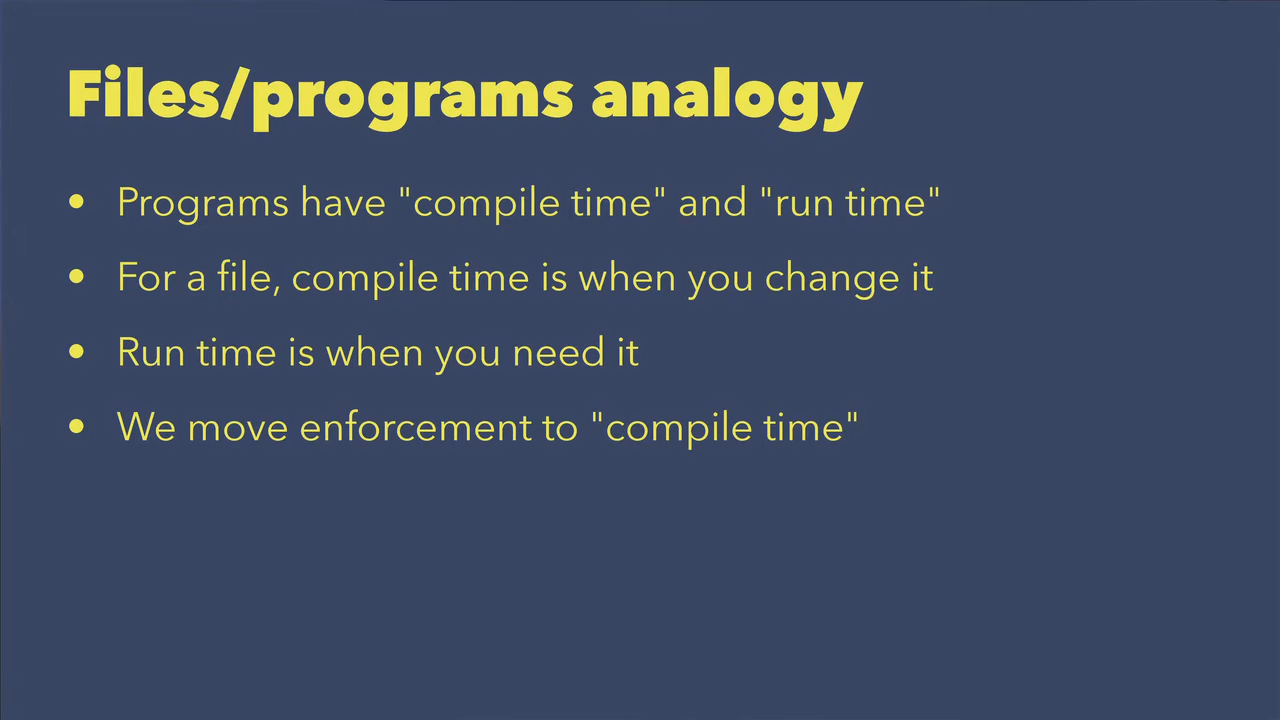 Files/programs analogy
• Programs have "compile time" and "run time"
• For a file, compile time is when you change it
• Run time is when you need it
• We move enforcement to "compile time"